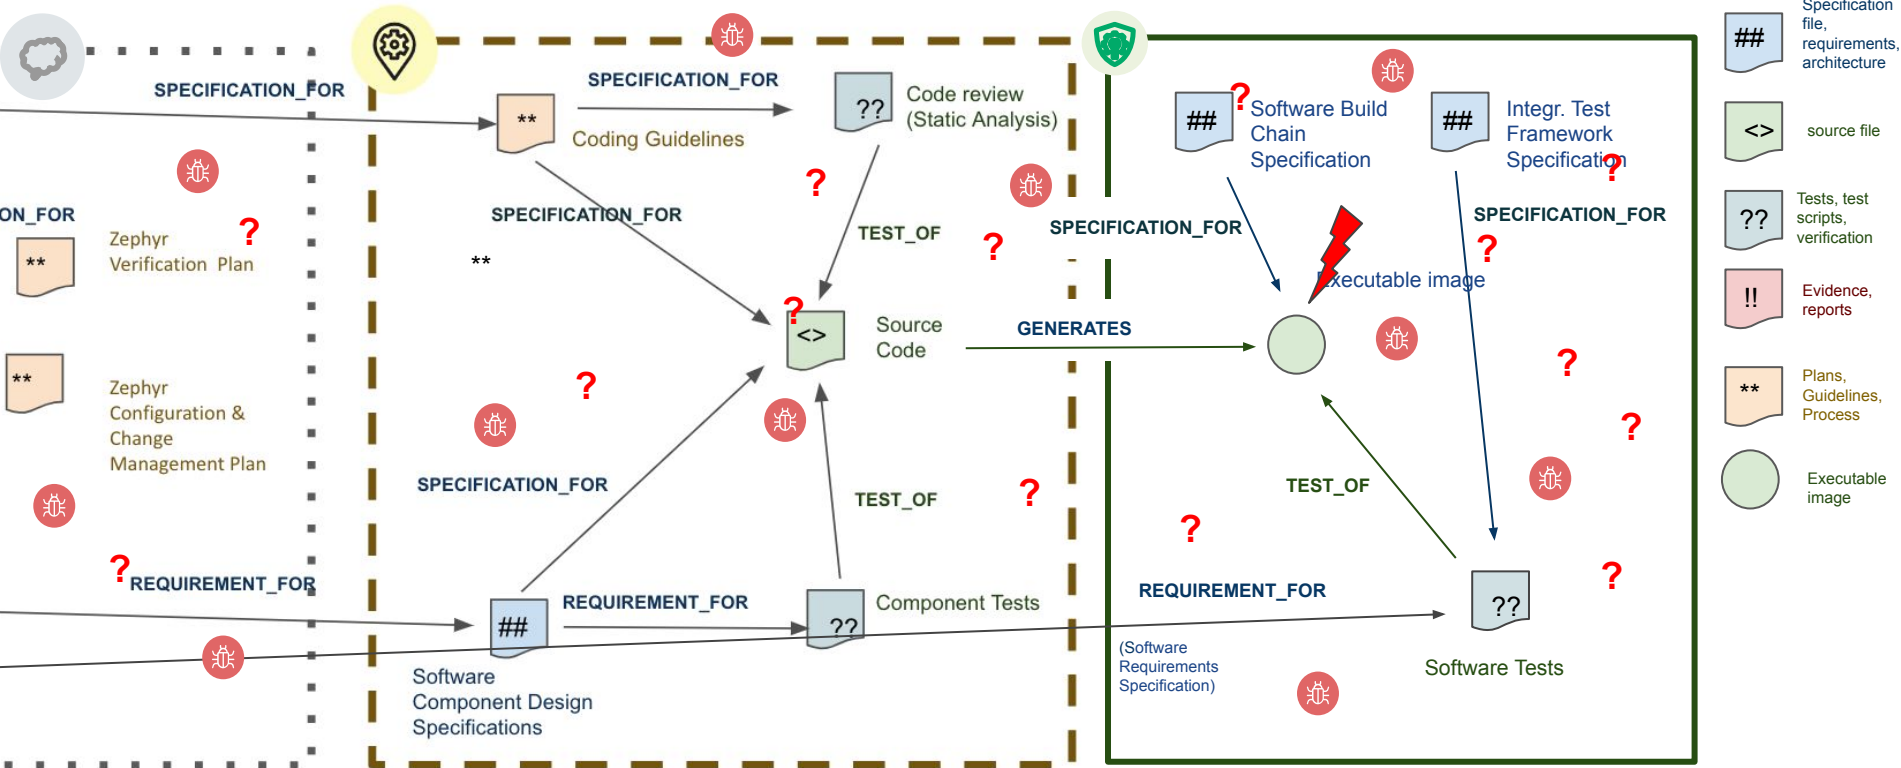 SPECIFICATION_FOR
ON_FOR
**
Zephyr
Verification Plan
?
**
Zephyr
Configuration &
Change
Management Plan
?
REQUIREMENT_FOR
**
SPECIFICATION_FOR
Coding Guidelines
??
Code review
(Static Analysis)
?
SPECIFICATION_FOR
TEST_OF
?
**
?
<>
Source
Code
?
SPECIFICATION_FOR
TEST_OF
?
##
REQUIREMENT_FOR
??
Component Tests
Software
Component Design
Specifications
GENERATES
##
?
Software Build
Chain
Specification
##
Integr. Test
Framework
Specification
?
SPECIFICATION_FOR
SPECIFICATION_FOR
?
Executable image
?
?
TEST_OF
?
?
REQUIREMENT_FOR
??
(Software
Requirements
Specification)
Software Tests
##
Specification
file,
requirements,
architecture
<>
source file
??
Tests, test
scripts,
verification
!!
Evidence,
reports
**
Plans,
Guidelines,
Process
Executable
image